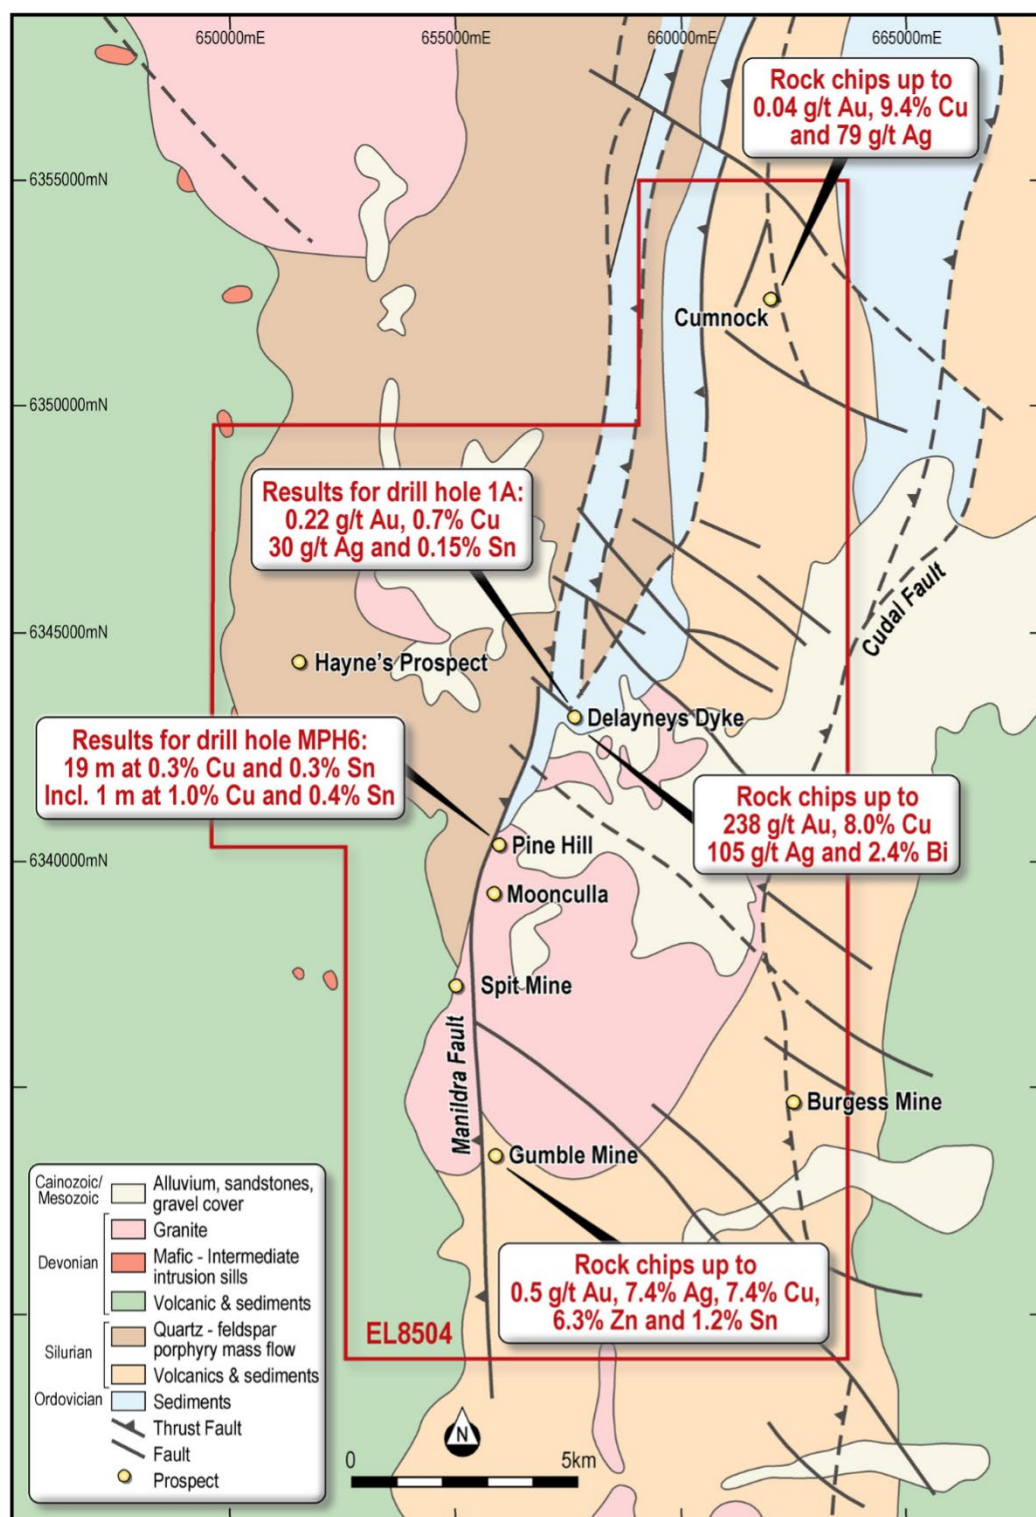 650000mE
655000mE
660000mE
665000mE
Rock chips up to
0.04 g/t Au, 9.4% Cu
and 79 g/t Ag
6355000mN
Cumnock
6350000mN
Results for drill hole 1A:
0.22 g/t Au, 0.7% Cu
30 g/t Ag and 0.15% Sn
Cudal Fault
6345000mN
Hayne's Prospect
Delayneys Dyke
Results for drill hole MPH6:
19 m at 0.3% Cu and 0.3% Sn
Incl. 1 m at 1.0% Cu and 0.4% Sn
Rock chips up to
238 g/t Au, 8.0% Cu
105 g/t Ag and 2.4% Bi
Pine Hill
6340000mN
Moonculla
Spit Mine
Manildra Fault
Burgess Mine
Gumble Mine
Rock chips up to
0.5 g/t Au, 7.4% Ag, 7.4% Cu,
6.3% Zn and 1.2% Sn
EL8504
Cainozoic/
Mesozoic
Alluvium, sandstones,
gravel cover
Granite
Devonian
Mafic - Intermediate
intrusion sills
Volcanic & sediments
Silurian
Quartz - feldspar
porphyry mass flow
Volcanics & sediments
Ordovician
Sediments
Thrust Fault
Fault
Prospect
N
0
5km